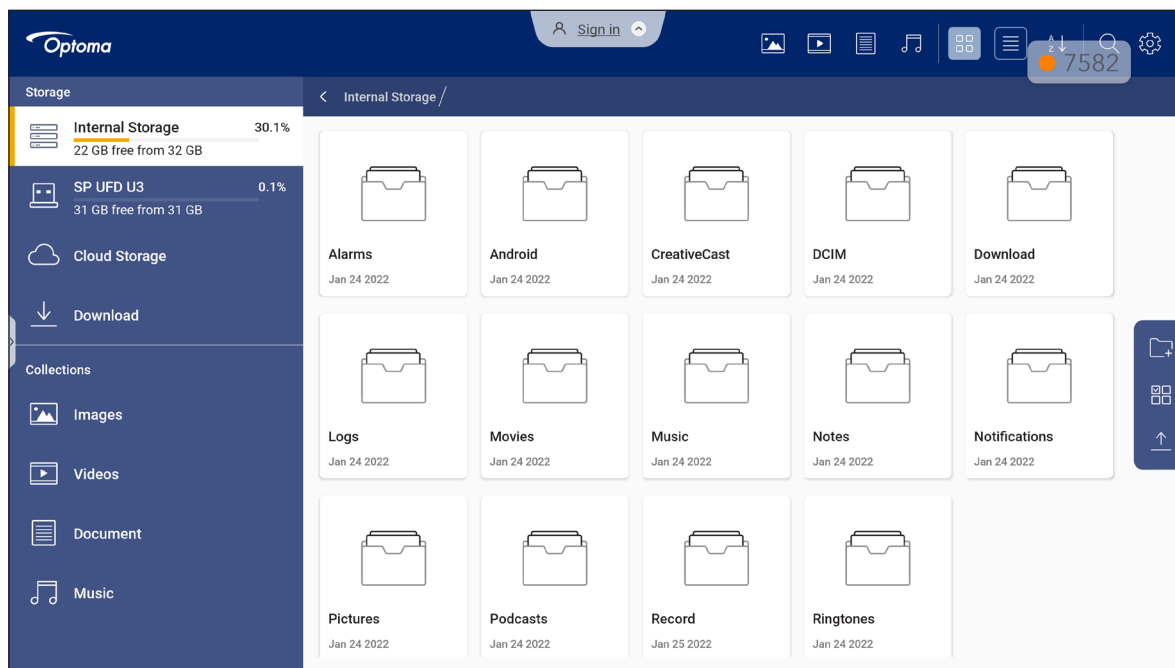 Optoma
Sign in
A
Z
7582
Storage
Internal Storage /
Internal Storage 30.1%
22 GB free from 32 GB
SP UFD U3 0.1%
31 GB free from 31 GB
Cloud Storage
Download
Collections
Images
Videos
Document
Music
Alarms Android CreativeCast DCIM Download
Jan 24 2022 Jan 24 2022 Jan 24 2022 Jan 24 2022 Jan 24 2022
Logs Movies Music Notes Notifications
Jan 24 2022 Jan 24 2022 Jan 24 2022 Jan 24 2022 Jan 24 2022
Pictures Podcasts Record Ringtones
Jan 24 2022 Jan 24 2022 Jan 25 2022 Jan 24 2022